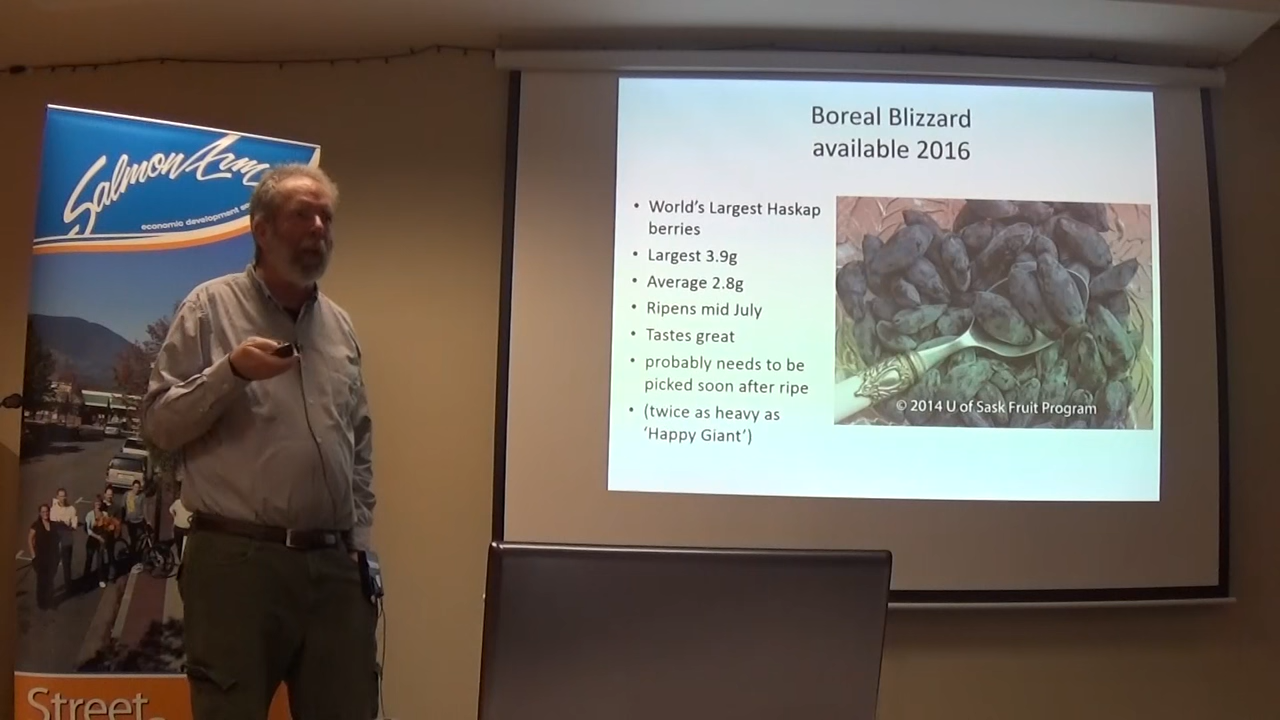 Salmon Arm
economic development
Street
Boreal Blizzard
available 2016
• World's Largest Haskap
berries
• Largest 3.9g
• Average 2.8g
• Ripens mid July
• Tastes great
• probably needs to be
picked soon after ripe
• (twice as heavy as
'Happy Giant')
© 2014 U of Sask Fruit Program